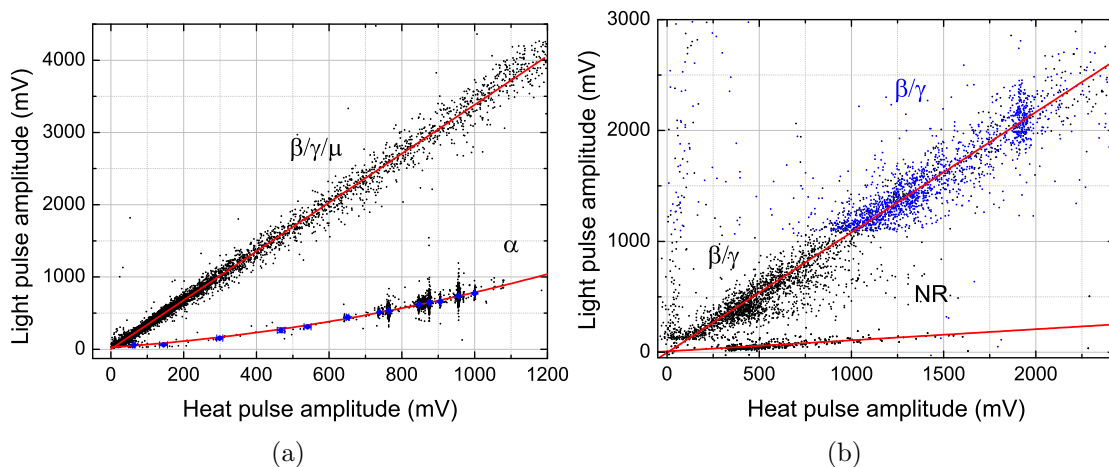 4000
3000
2000
1000
0
Light pulse amplitude (mV)
β/γ/μ
α
0 200 400 600 800 1000 1200
Heat pulse amplitude (mV)
(a)
3000
2000
1000
0
Light pulse amplitude (mV)
β/γ
β/γ
NR
0 500 1000 1500 2000
Heat pulse amplitude (mV)
(b)